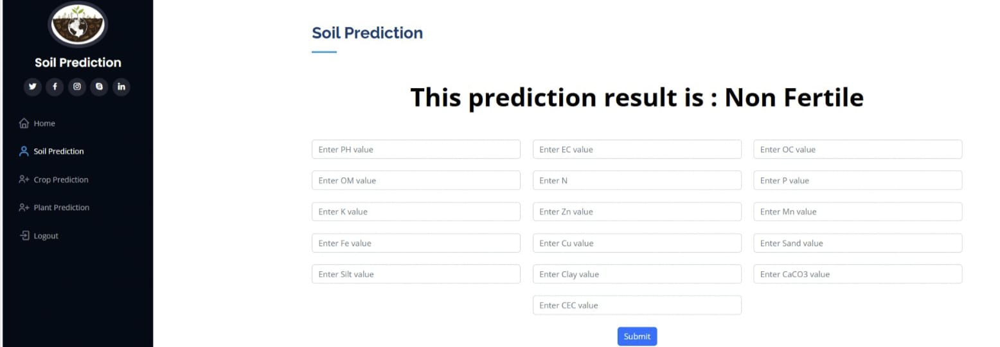 Soil Prediction
Home
Soil Prediction
Crop Prediction
Plant Prediction
Logout
Soil Prediction
This prediction result is : Non Fertile
Enter PH value
Enter EC value
Enter OC value
Enter OM value
Enter N
Enter P value
Enter K value
Enter Zn value
Enter Mn value
Enter Fe value
Enter Cu value
Enter Sand value
Enter Silt value
Enter Clay value
Enter CaCO3 value
Enter CEC value
Submit